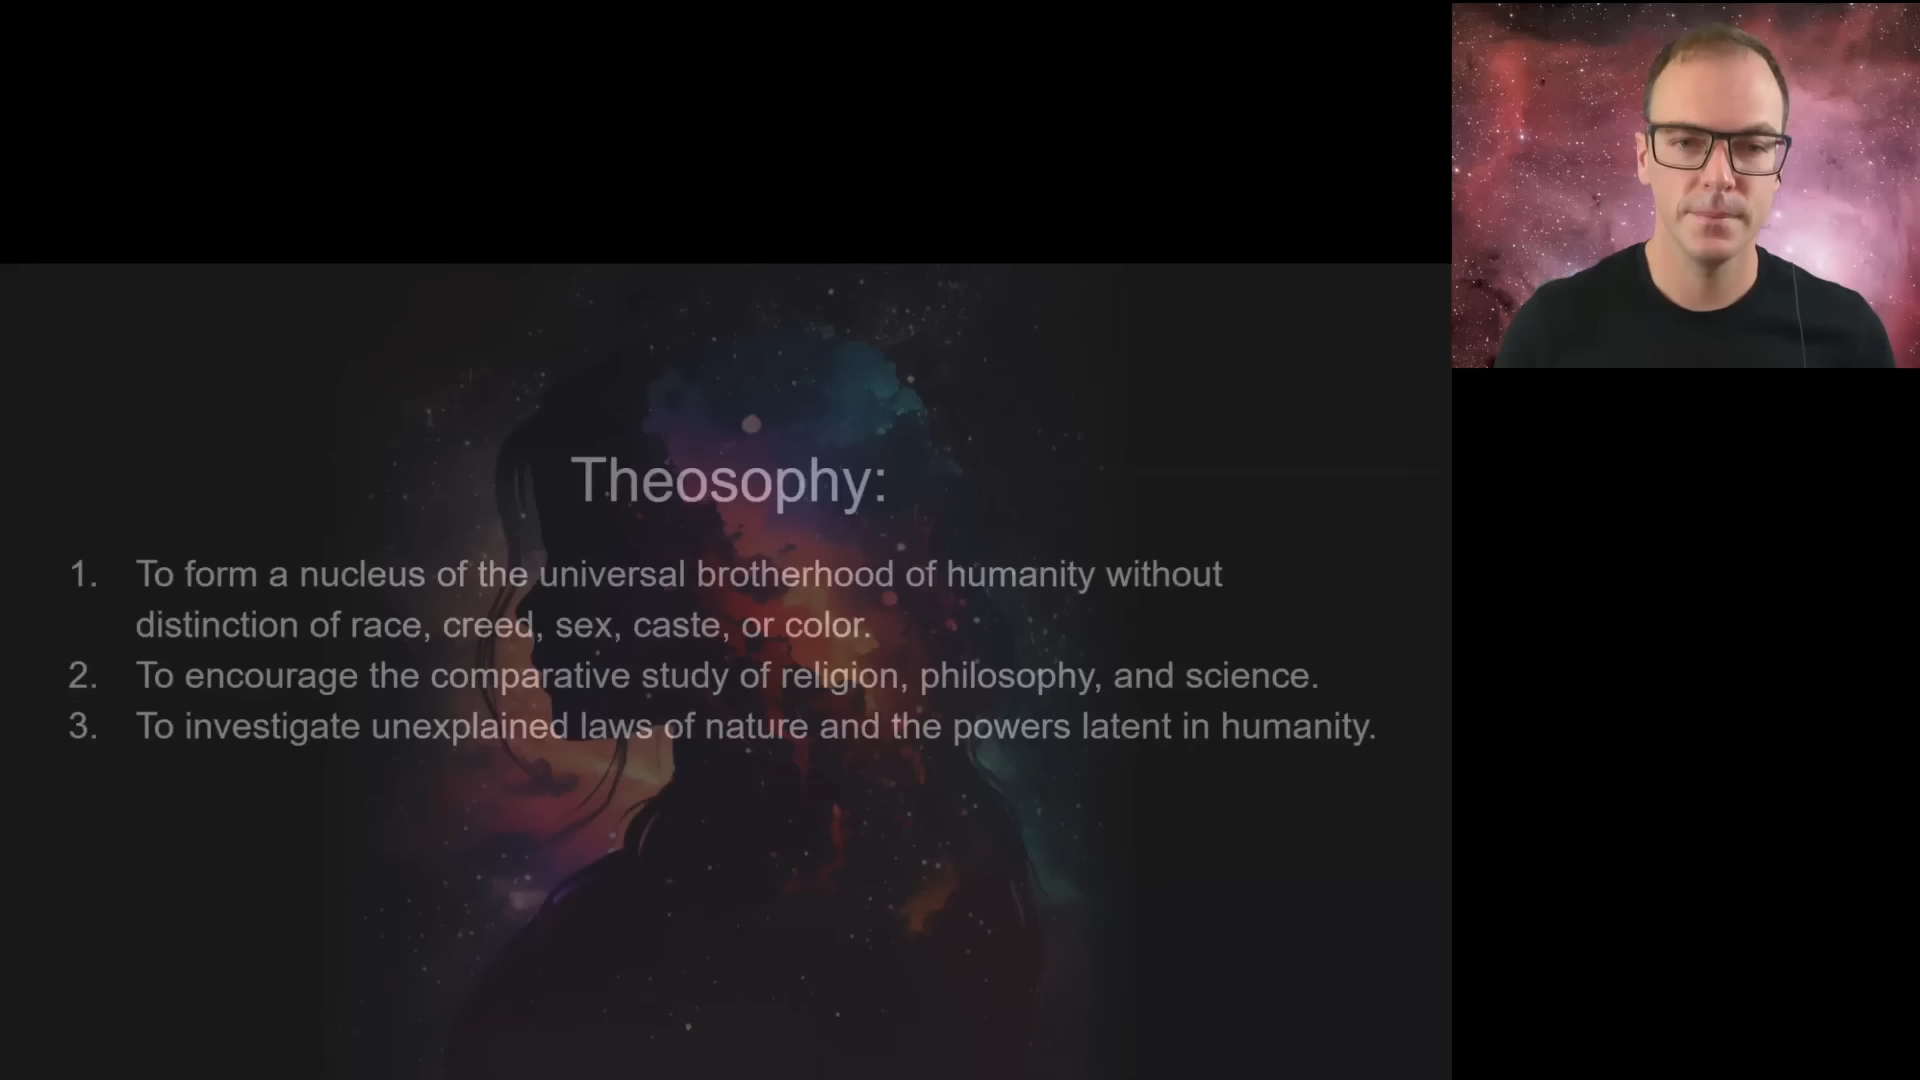 Theosophy:
1. To form a nucleus of the universal brotherhood of humanity without
distinction of race, creed, sex, caste, or color.
2. To encourage the comparative study of religion, philosophy, and science.
3. To investigate unexplained laws of nature and the powers latent in humanity.